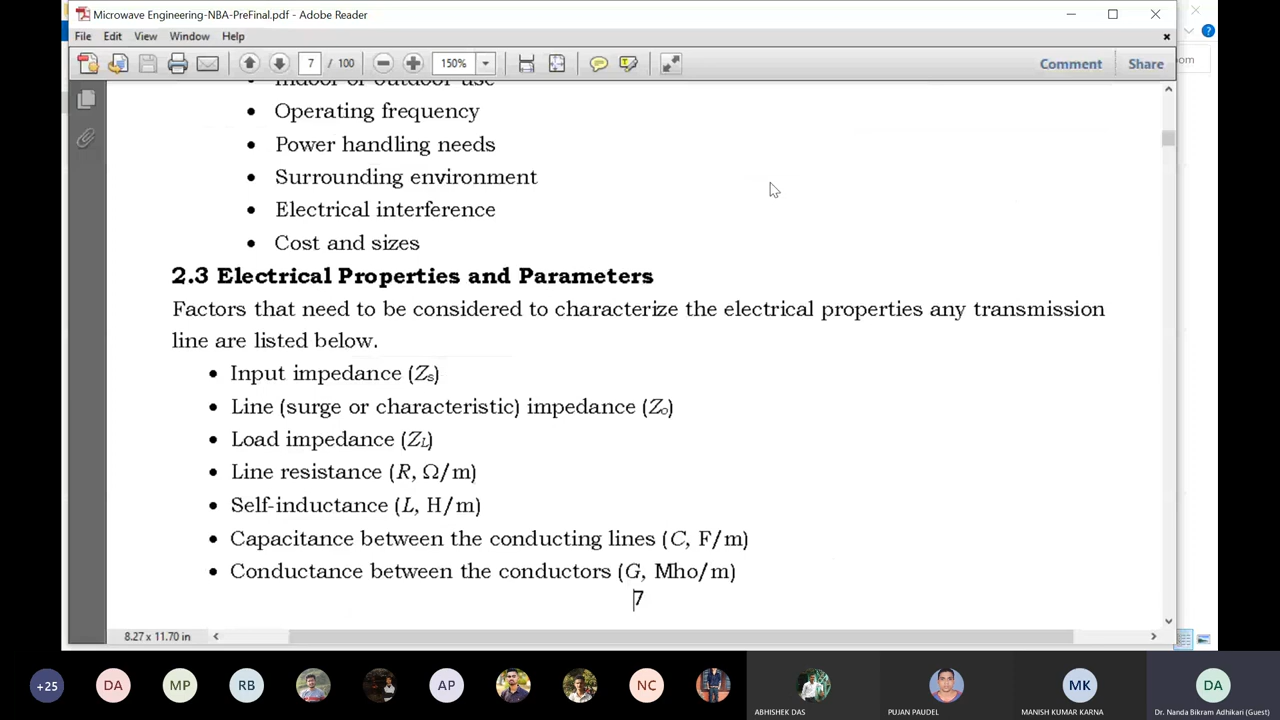 Microwave Engineering-NBA-PreFinal.pdf - Adobe Reader
File Edit View Window Help
7 / 100 150% Comment Share
Indoor or outdoor use
• Operating frequency
• Power handling needs
• Surrounding environment
• Electrical interference
• Cost and sizes
2.3 Electrical Properties and Parameters
Factors that need to be considered to characterize the electrical properties any transmission
line are listed below.
• Input impedance (Zs)
• Line (surge or characteristic) impedance (Zo)
• Load impedance (ZL)
• Line resistance (R, Ω/m)
• Self-inductance (L, H/m)
• Capacitance between the conducting lines (C, F/m)
• Conductance between the conductors (G, Mho/m)
7
8.27 x 11.70 in
+25 DA MP RB AP NC MK DA
ABHISHEK DAS PUJAN PAUDEL MANISH KUMAR KARNA Dr. Nanda Bikram Adhikari (Guest)